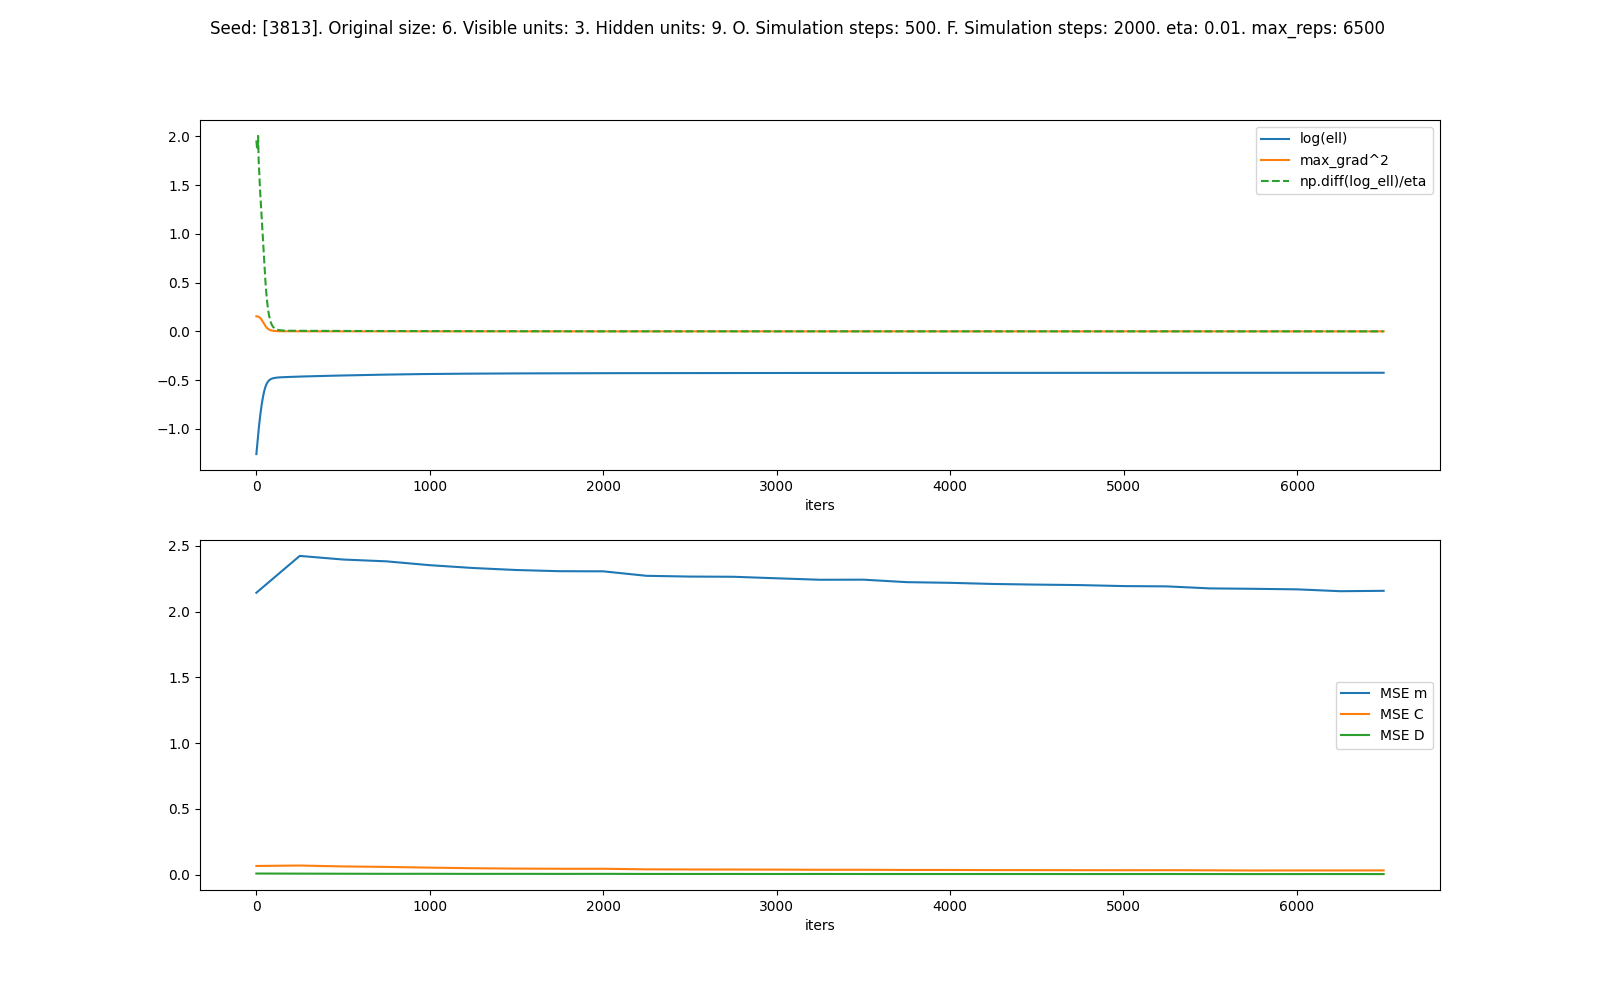 Seed: [3813]. Original size: 6. Visible units: 3. Hidden units: 9. O. Simulation steps: 500. F. Simulation steps: 2000. eta: 0.01. max_reps: 6500
2.0
1.5
1.0
0.5
0.0
−0.5
−1.0
log(ell)
max_grad^2
np.diff(log_ell)/eta
0 1000 2000 3000 4000 5000 6000
iters
2.5
2.0
1.5
1.0
0.5
0.0
MSE m
MSE C
MSE D
0 1000 2000 3000 4000 5000 6000
iters